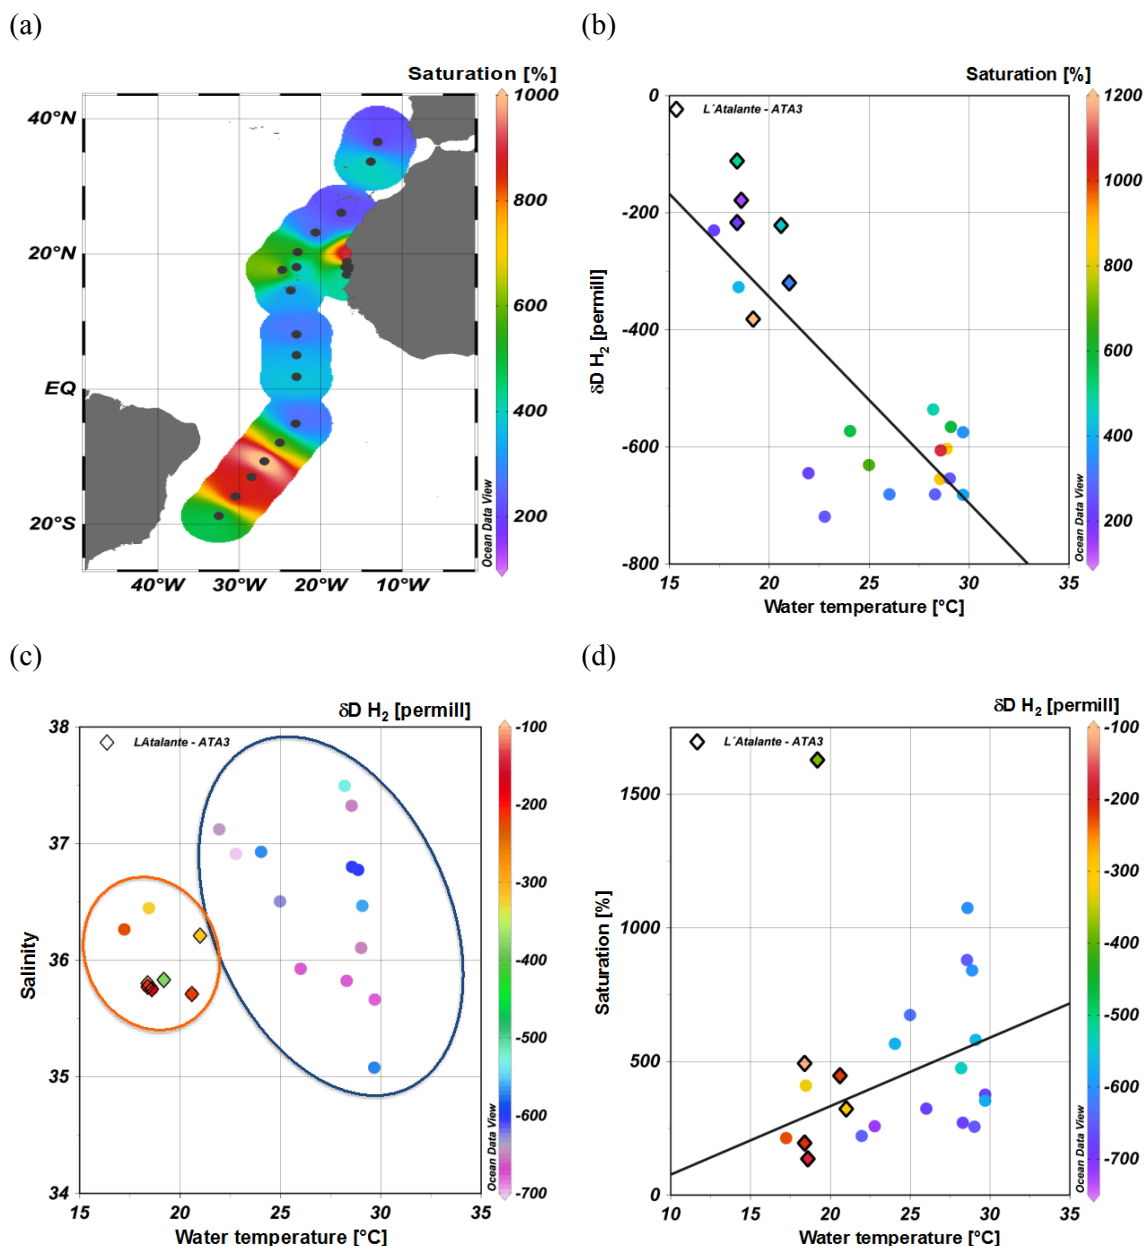 (a)
Saturation [%]
1000
800
600
400
200
40°N
20°N
EQ
20°S
40°W
30°W
20°W
10°W
Ocean Data View
(b)
Saturation [%]
L´Atalante - ATA3
0
-200
-400
-600
-800
δD H2 [permill]
15
20
25
30
35
Water temperature [°C]
1200
1000
800
600
400
200
Ocean Data View
(c)
δD H2 [permill]
LAtalante - ATA3
38
37
36
35
34
Salinity
15
20
25
30
35
Water temperature [°C]
-100
-200
-300
-400
-500
-600
-700
Ocean Data View
(d)
δD H2 [permill]
L´Atalante - ATA3
1500
1000
500
0
Saturation [%]
10
15
20
25
30
35
Water temperature [°C]
-100
-200
-300
-400
-500
-600
-700
Ocean Data View